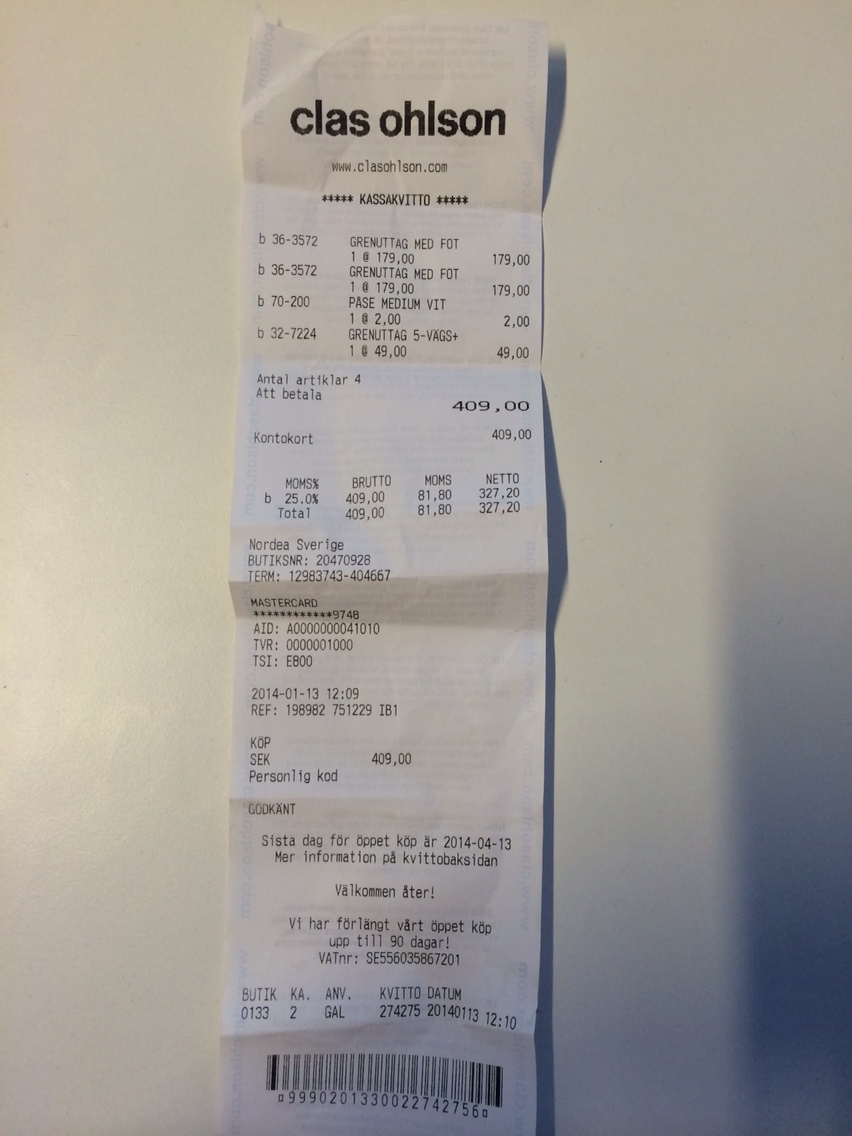 clas ohlson
www.clasohlson.com
***** KASSAKVITTO *****
b 36-3572 GRENUTTAG MED FOT
1 @ 179,00 179,00
b 36-3572 GRENUTTAG MED FOT
1 @ 179,00 179,00
b 70-200 PÅSE MEDIUM VIT
1 @ 2,00 2,00
b 32-7224 GRENUTTAG 5-VÄGS+
1 @ 49,00 49,00
Antal artiklar 4
Att betala
409,00
Kontokort 409,00
MOMS% BRUTTO MOMS NETTO
b 25.0% 409,00 81,80 327,20
Total 409,00 81,80 327,20
Nordea Sverige
BUTIKSNR: 20470928
TERM: 12983743-404667
MASTERCARD
************9748
AID: A0000000041010
TVR: 0000001000
TSI: E800
2014-01-13 12:09
REF: 198982 751229 IB1
KÖP
SEK 409,00
Personlig kod
GODKÄNT
Sista dag för öppet köp är 2014-04-13
Mer information på kvittobaksidan
Välkommen åter!
Vi har förlängt vårt öppet köp
upp till 90 dagar!
VATnr: SE556035867201
BUTIK KA. ANV. KVITTO DATUM
0133 2 GAL 274275 20140113 12:10
¤9990201330022742756¤